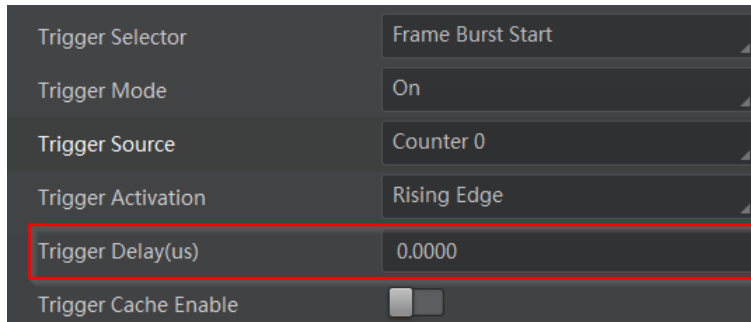 Trigger Selector Frame Burst Start
Trigger Mode On
Trigger Source Counter 0
Trigger Activation Rising Edge
Trigger Delay(us) 0.0000
Trigger Cache Enable